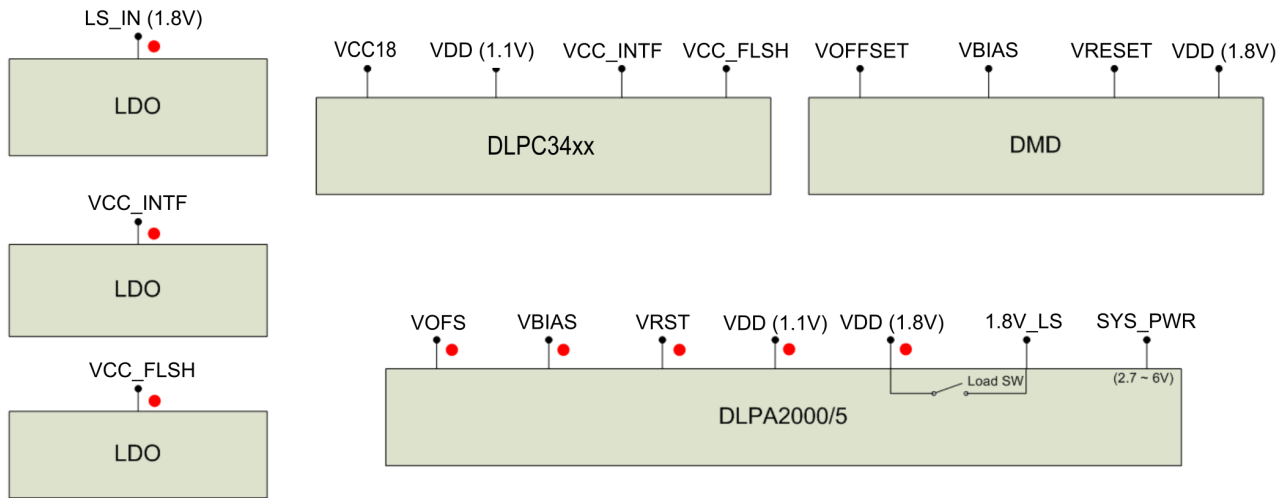 LS_IN (1.8V)
LDO
VCC_INTF
LDO
VCC_FLSH
LDO
VCC18 VDD (1.1V) VCC_INTF VCC_FLSH
DLPC34xx
VOFFSET VBIAS VRESET VDD (1.8V)
DMD
VOFS VBIAS VRST VDD (1.1V) VDD (1.8V) 1.8V_LS SYS_PWR
Load SW (2.7 ~ 6V)
DLPA2000/5